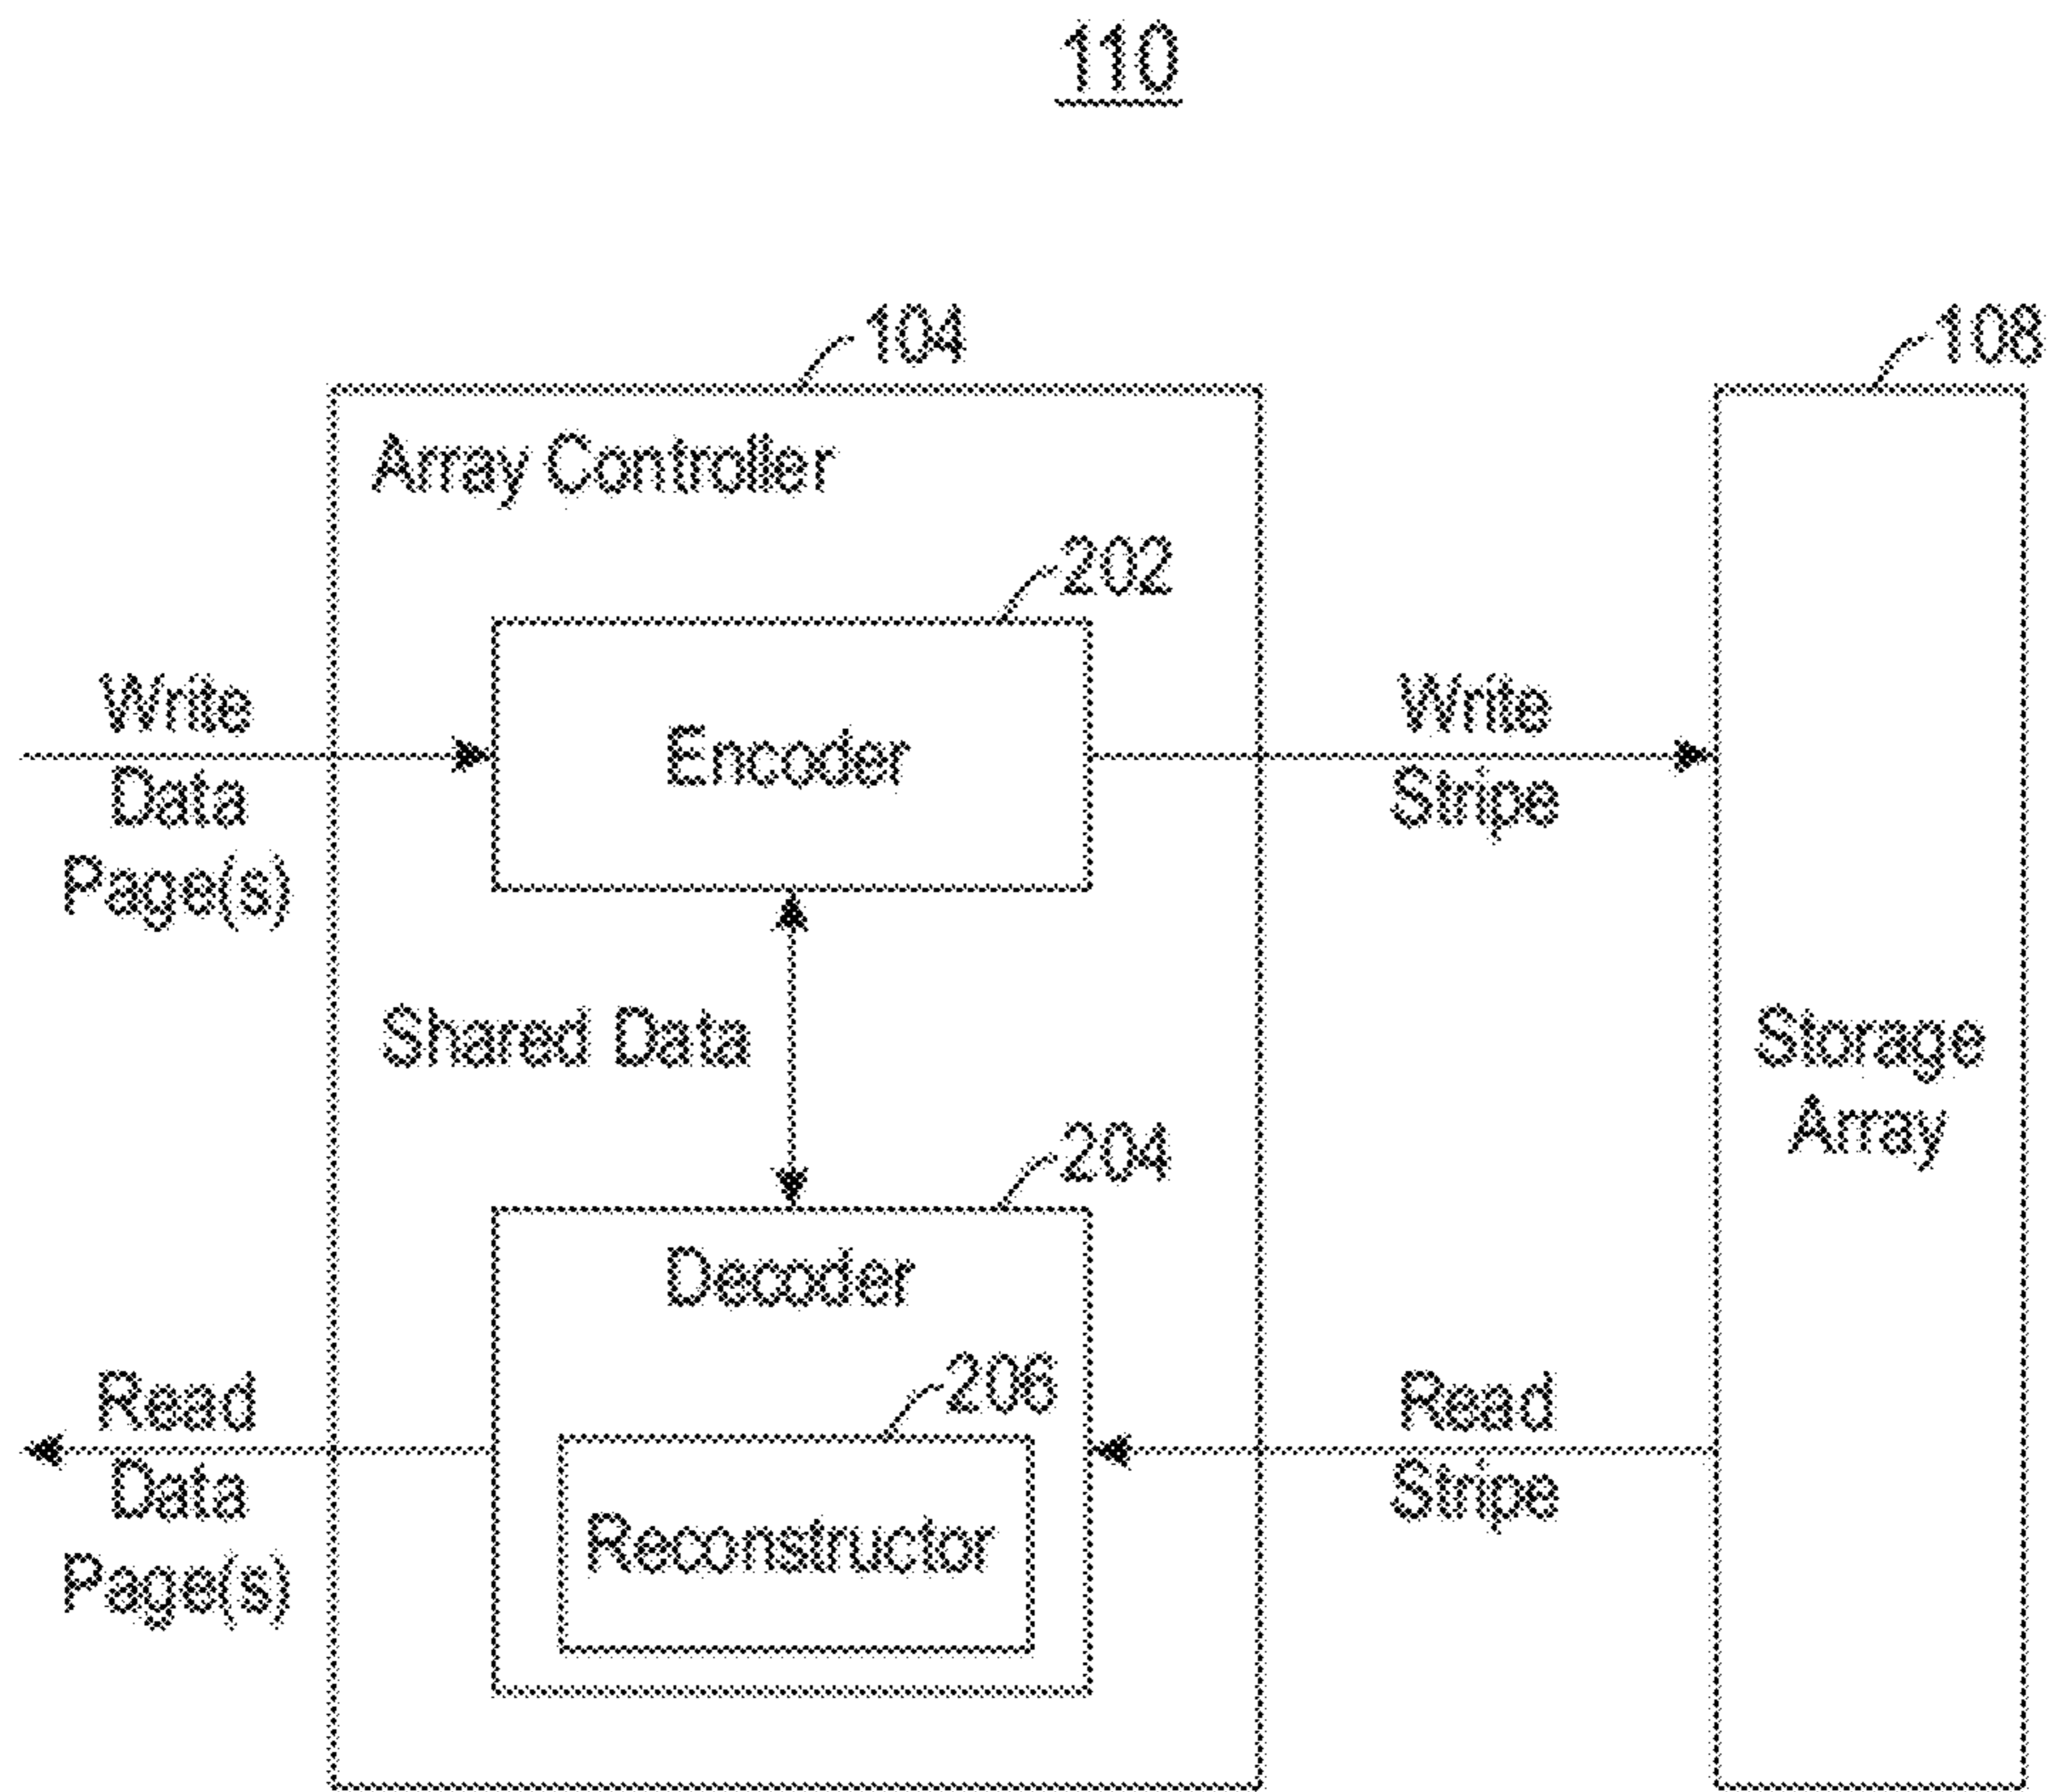 110
104
108
Array Controller
202
Write
Data
Page(s)
Encoder
Write
Stripe
Shared Data
Storage
Array
204
Decoder
206
Read
Data
Page(s)
Reconstructor
Read
Stripe